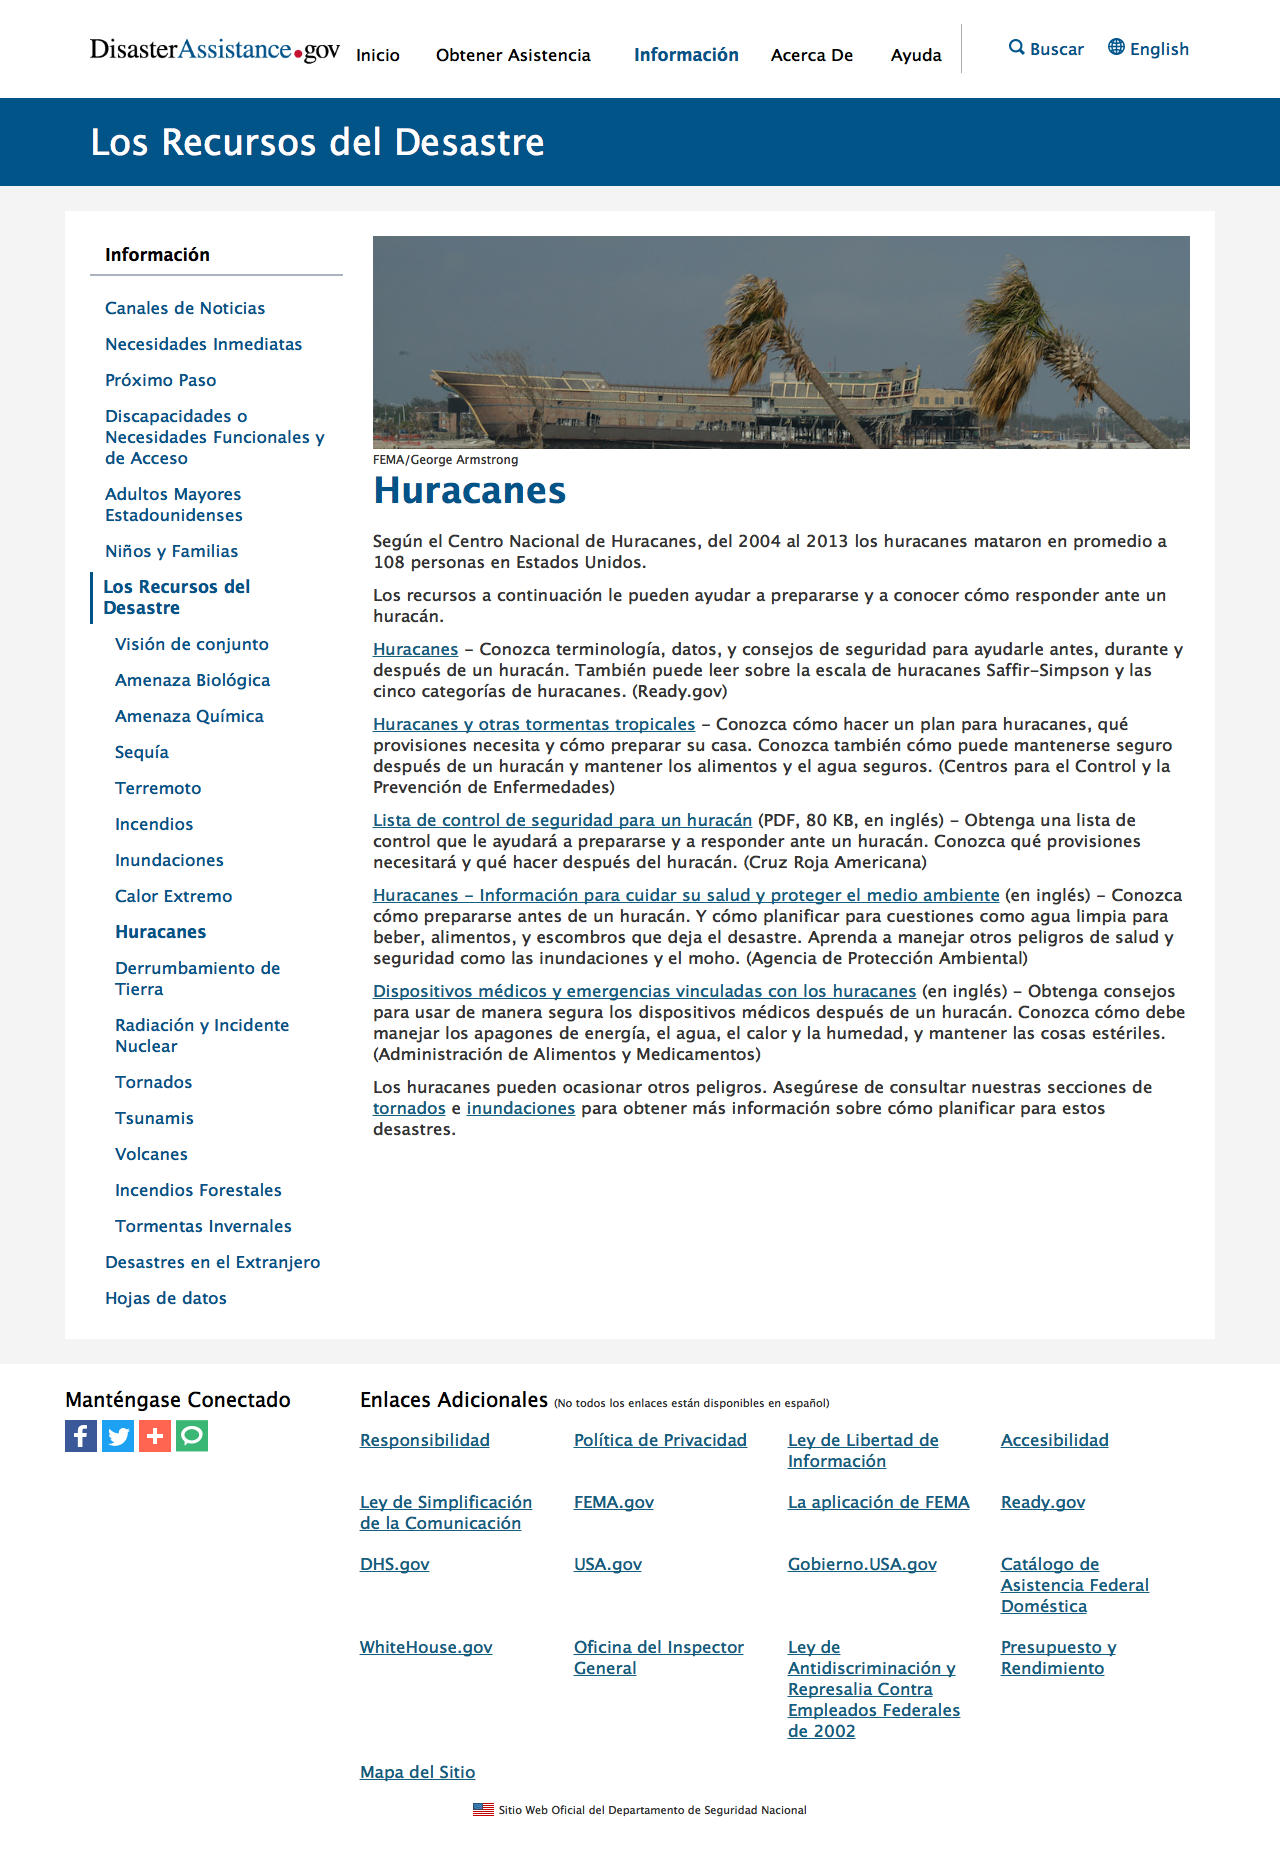 DisasterAssistance.gov
Inicio
Obtener Asistencia
Información
Acerca De
Ayuda
Buscar
English
Los Recursos del Desastre
Información
Canales de Noticias
Necesidades Inmediatas
Próximo Paso
Discapacidades o
Necesidades Funcionales y
de Acceso
Adultos Mayores
Estadounidenses
Niños y Familias
Los Recursos del
Desastre
Visión de conjunto
Amenaza Biológica
Amenaza Química
Sequía
Terremoto
Incendios
Inundaciones
Calor Extremo
Huracanes
Derrumbamiento de
Tierra
Radiación y Incidente
Nuclear
Tornados
Tsunamis
Volcanes
Incendios Forestales
Tormentas Invernales
Desastres en el Extranjero
Hojas de datos
FEMA/George Armstrong
Huracanes
Según el Centro Nacional de Huracanes, del 2004 al 2013 los huracanes mataron en promedio a
108 personas en Estados Unidos.
Los recursos a continuación le pueden ayudar a prepararse y a conocer cómo responder ante un
huracán.
Huracanes – Conozca terminología, datos, y consejos de seguridad para ayudarle antes, durante y
después de un huracán. También puede leer sobre la escala de huracanes Saffir-Simpson y las
cinco categorías de huracanes. (Ready.gov)
Huracanes y otras tormentas tropicales – Conozca cómo hacer un plan para huracanes, qué
provisiones necesita y cómo preparar su casa. Conozca también cómo puede mantenerse seguro
después de un huracán y mantener los alimentos y el agua seguros. (Centros para el Control y la
Prevención de Enfermedades)
Lista de control de seguridad para un huracán (PDF, 80 KB, en inglés) – Obtenga una lista de
control que le ayudará a prepararse y a responder ante un huracán. Conozca qué provisiones
necesitará y qué hacer después del huracán. (Cruz Roja Americana)
Huracanes – Información para cuidar su salud y proteger el medio ambiente (en inglés) – Conozca
cómo prepararse antes de un huracán. Y cómo planificar para cuestiones como agua limpia para
beber, alimentos, y escombros que deja el desastre. Aprenda a manejar otros peligros de salud y
seguridad como las inundaciones y el moho. (Agencia de Protección Ambiental)
Dispositivos médicos y emergencias vinculadas con los huracanes (en inglés) – Obtenga consejos
para usar de manera segura los dispositivos médicos después de un huracán. Conozca cómo debe
manejar los apagones de energía, el agua, el calor y la humedad, y mantener las cosas estériles.
(Administración de Alimentos y Medicamentos)
Los huracanes pueden ocasionar otros peligros. Asegúrese de consultar nuestras secciones de
tornados e inundaciones para obtener más información sobre cómo planificar para estos
desastres.
Manténgase Conectado
Enlaces Adicionales (No todos los enlaces están disponibles en español)
Responsibilidad
Política de Privacidad
Ley de Libertad de
Información
Accesibilidad
Ley de Simplificación
de la Comunicación
FEMA.gov
La aplicación de FEMA
Ready.gov
DHS.gov
USA.gov
Gobierno.USA.gov
Catálogo de
Asistencia Federal
Doméstica
WhiteHouse.gov
Oficina del Inspector
General
Ley de
Antidiscriminación y
Represalia Contra
Empleados Federales
de 2002
Presupuesto y
Rendimiento
Mapa del Sitio
Sitio Web Oficial del Departamento de Seguridad Nacional